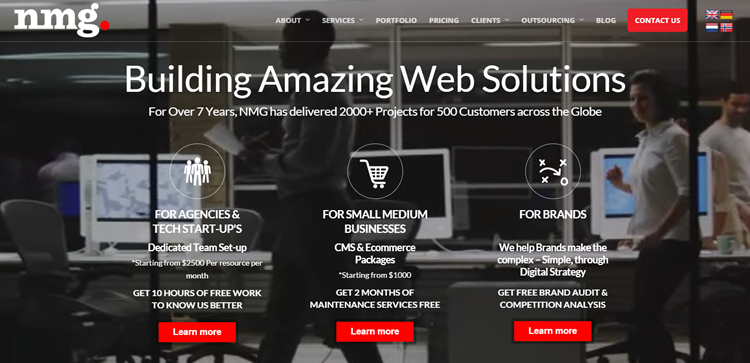 nmg.
ABOUT SERVICES PORTFOLIO PRICING CLIENTS OUTSOURCING BLOG CONTACT US
Building Amazing Web Solutions
For Over 7 Years, NMG has delivered 2000+ Projects for 500 Customers across the Globe
FOR AGENCIES &
TECH START-UP'S
Dedicated Team Set-up
*Starting from $2500 Per resource per
month
GET 10 HOURS OF FREE WORK
TO KNOW US BETTER
Learn more
FOR SMALL MEDIUM
BUSINESSES
CMS & Ecommerce
Packages
*Starting from $1000
GET 2 MONTHS OF
MAINTENANCE SERVICES FREE
Learn more
FOR BRANDS
We help Brands make the
complex – Simple, through
Digital Strategy
GET FREE BRAND AUDIT &
COMPETITION ANALYSIS
Learn more